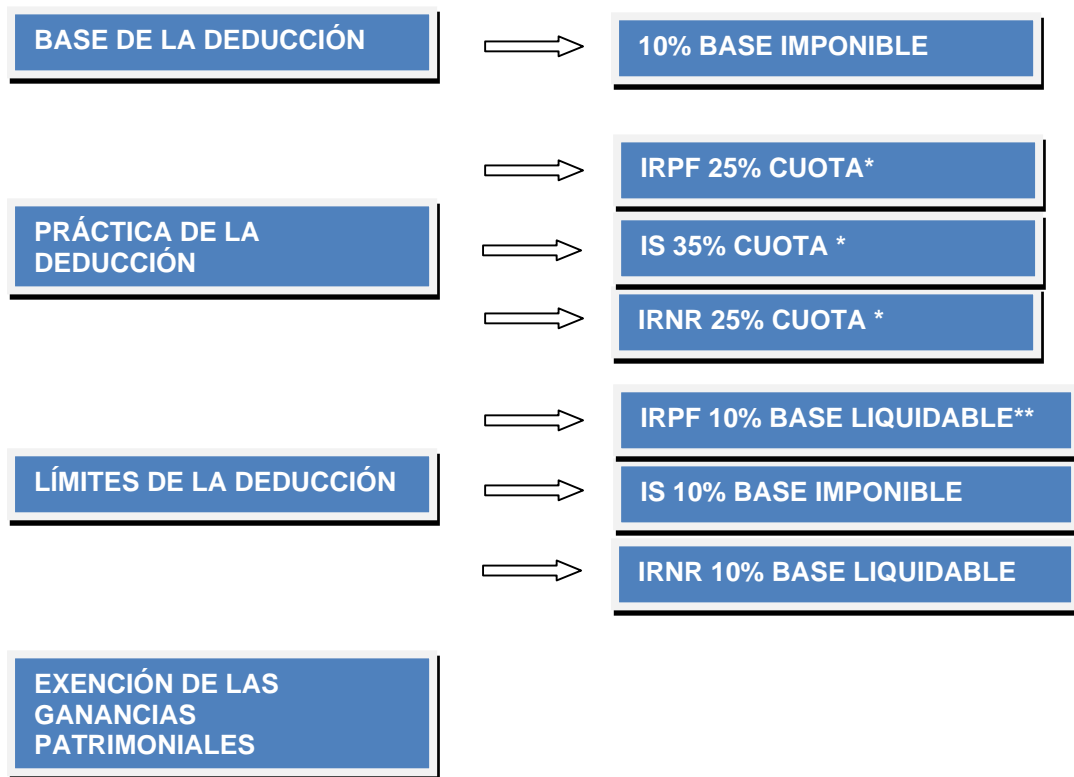 BASE DE LA DEDUCCIÓN
10% BASE IMPONIBLE
PRÁCTICA DE LA
DEDUCCIÓN
IRPF 25% CUOTA*
IS 35% CUOTA *
IRNR 25% CUOTA *
LÍMITES DE LA DEDUCCIÓN
IRPF 10% BASE LIQUIDABLE**
IS 10% BASE IMPONIBLE
IRNR 10% BASE LIQUIDABLE
EXENCIÓN DE LAS
GANANCIAS
PATRIMONIALES